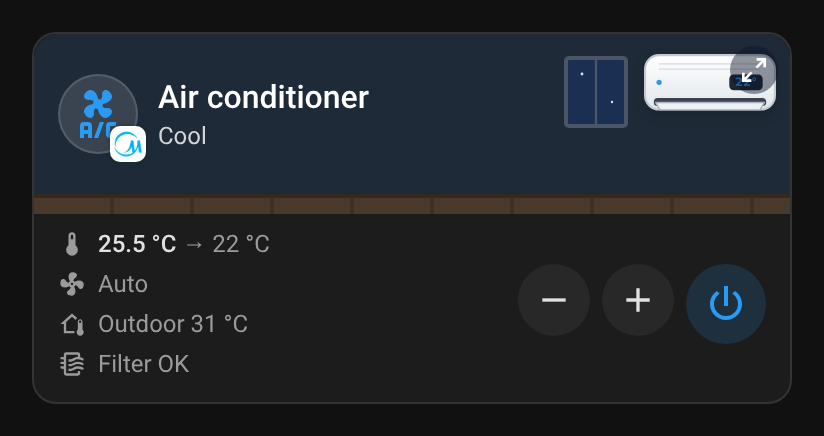 Air conditioner
A/C
Cool
25.5 °C → 22 °C
Auto
Outdoor 31 °C
Filter OK